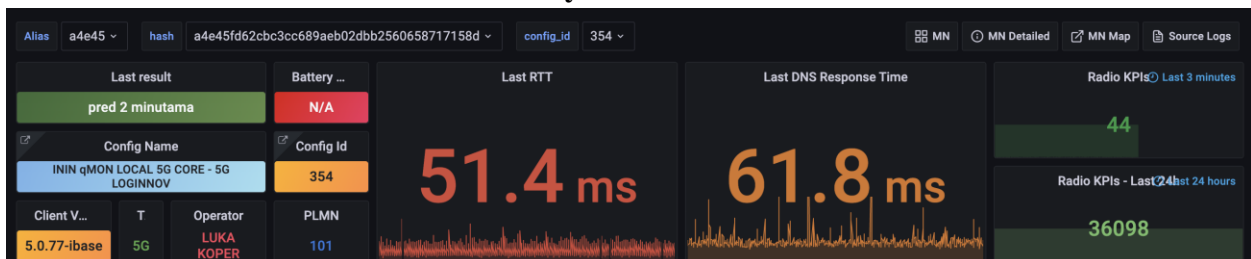 Alias a4e45 hash a4e45fd62cbc3cc689aeb02dbb2560658717158d config_id 354 MN MN Detailed MN Map Source Logs
Last result
pred 2 minutama
Battery ...
N/A
Config Name
ININ qMON LOCAL 5G CORE - 5G
LOGINNOV
Config Id
354
Client V...
5.0.77-ibase
T
5G
Operator
LUKA
KOPER
PLMN
101
Last RTT
51.4 ms
Last DNS Response Time
61.8 ms
Radio KPIs Last 3 minutes
44
Radio KPIs - Last 24h Last 24 hours
36098